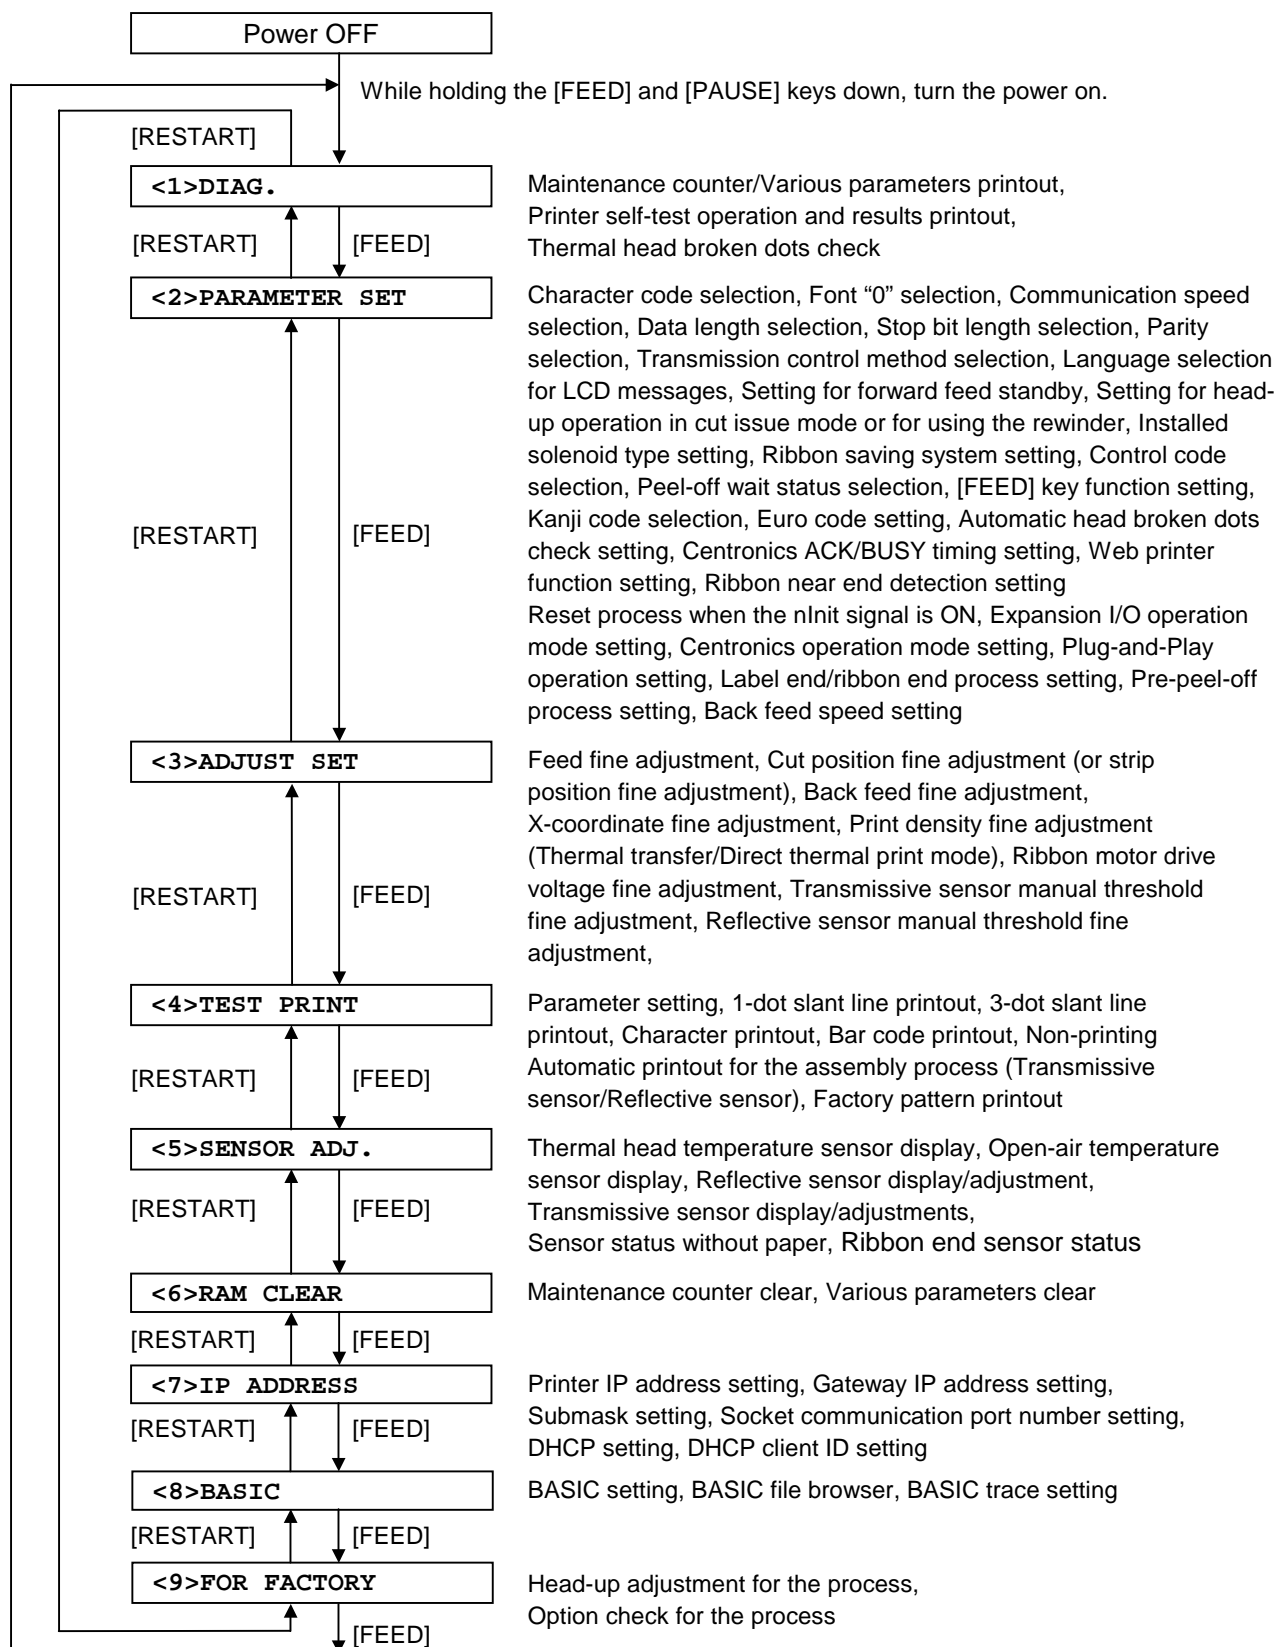 Power OFF
While holding the [FEED] and [PAUSE] keys down, turn the power on.
[RESTART]
<1>DIAG.
Maintenance counter/Various parameters printout,
Printer self-test operation and results printout,
Thermal head broken dots check
[RESTART]
[FEED]
<2>PARAMETER SET
Character code selection, Font “0” selection, Communication speed
selection, Data length selection, Stop bit length selection, Parity
selection, Transmission control method selection, Language selection
for LCD messages, Setting for forward feed standby, Setting for head-
up operation in cut issue mode or for using the rewinder, Installed
solenoid type setting, Ribbon saving system setting, Control code
selection, Peel-off wait status selection, [FEED] key function setting,
Kanji code selection, Euro code setting, Automatic head broken dots
check setting, Centronics ACK/BUSY timing setting, Web printer
function setting, Ribbon near end detection setting
Reset process when the nInit signal is ON, Expansion I/O operation
mode setting, Centronics operation mode setting, Plug-and-Play
operation setting, Label end/ribbon end process setting, Pre-peel-off
process setting, Back feed speed setting
[RESTART]
[FEED]
<3>ADJUST SET
Feed fine adjustment, Cut position fine adjustment (or strip
position fine adjustment), Back feed fine adjustment,
X-coordinate fine adjustment, Print density fine adjustment
(Thermal transfer/Direct thermal print mode), Ribbon motor drive
voltage fine adjustment, Transmissive sensor manual threshold
fine adjustment, Reflective sensor manual threshold fine
adjustment,
[RESTART]
[FEED]
<4>TEST PRINT
Parameter setting, 1-dot slant line printout, 3-dot slant line
printout, Character printout, Bar code printout, Non-printing
Automatic printout for the assembly process (Transmissive
sensor/Reflective sensor), Factory pattern printout
[RESTART]
[FEED]
<5>SENSOR ADJ.
Thermal head temperature sensor display, Open-air temperature
sensor display, Reflective sensor display/adjustment,
Transmissive sensor display/adjustments,
Sensor status without paper, Ribbon end sensor status
[RESTART]
[FEED]
<6>RAM CLEAR
Maintenance counter clear, Various parameters clear
[RESTART]
[FEED]
<7>IP ADDRESS
Printer IP address setting, Gateway IP address setting,
Submask setting, Socket communication port number setting,
DHCP setting, DHCP client ID setting
[RESTART]
[FEED]
<8>BASIC
BASIC setting, BASIC file browser, BASIC trace setting
[RESTART]
[FEED]
<9>FOR FACTORY
Head-up adjustment for the process,
Option check for the process
[FEED]